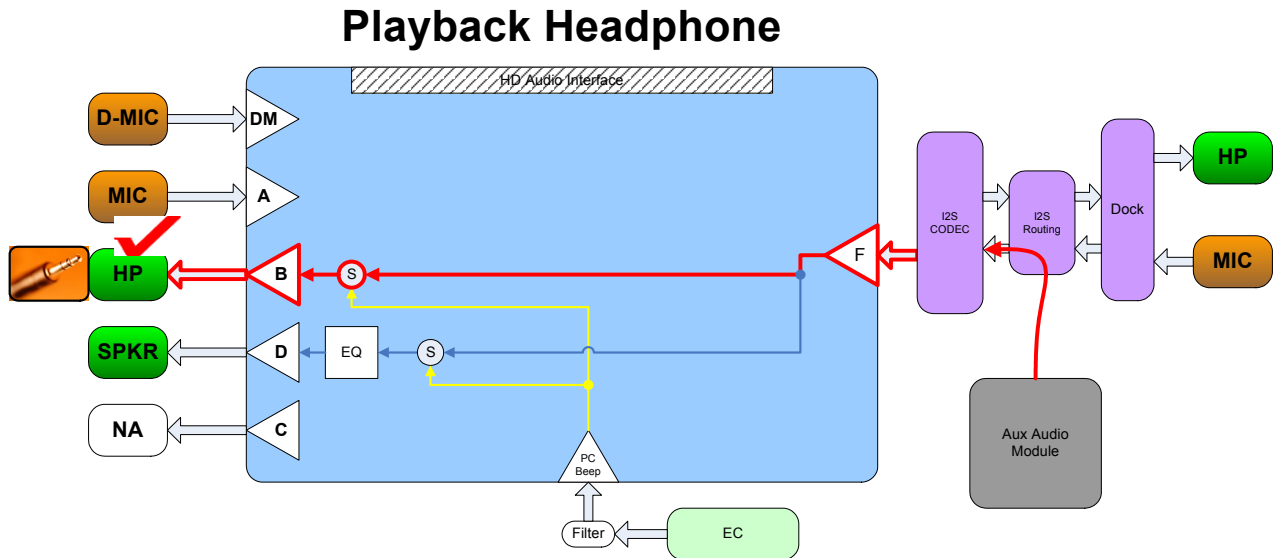 Playback Headphone
HD Audio Interface
D-MIC
DM
MIC
A
HP
B
S
F
I2S
CODEC
I2S
Routing
Dock
HP
MIC
SPKR
D
EQ
S
NA
C
PC
Beep
Aux Audio
Module
Filter
EC